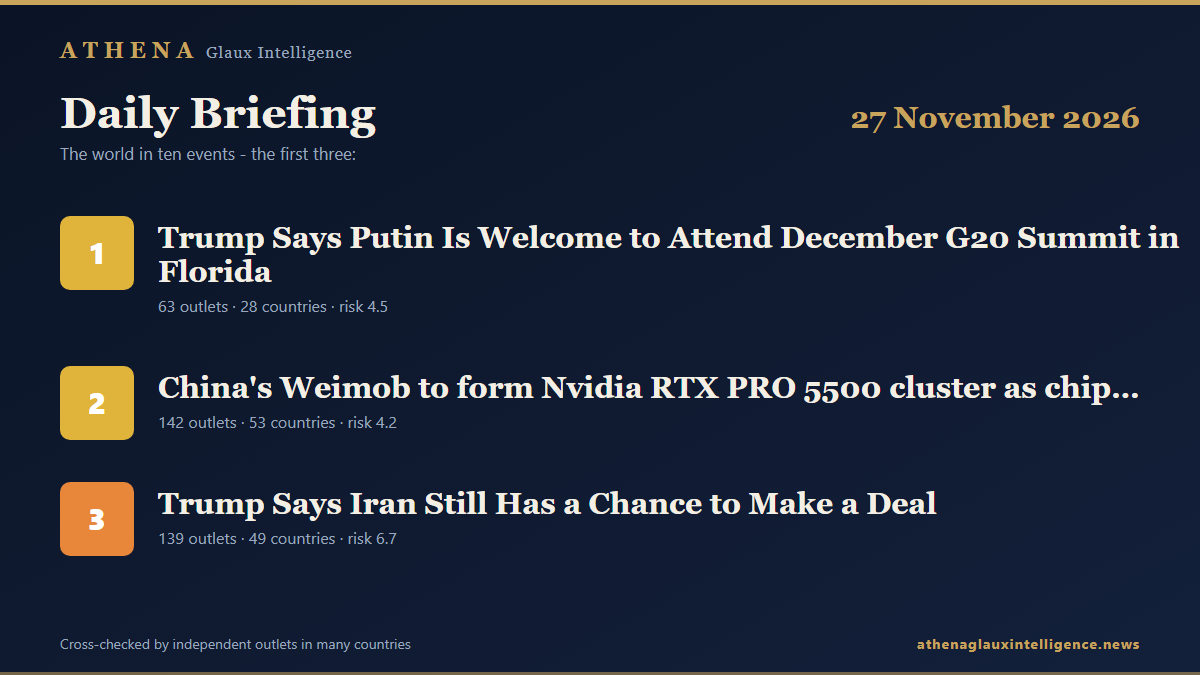 ATHENA Glaux Intelligence
Daily Briefing
27 November 2026
The world in ten events - the first three:
1
Trump Says Putin Is Welcome to Attend December G20 Summit in
Florida
63 outlets · 28 countries · risk 4.5
2
China's Weimob to form Nvidia RTX PRO 5500 cluster as chip...
142 outlets · 53 countries · risk 4.2
3
Trump Says Iran Still Has a Chance to Make a Deal
139 outlets · 49 countries · risk 6.7
Cross-checked by independent outlets in many countries
athenaglauxintelligence.news